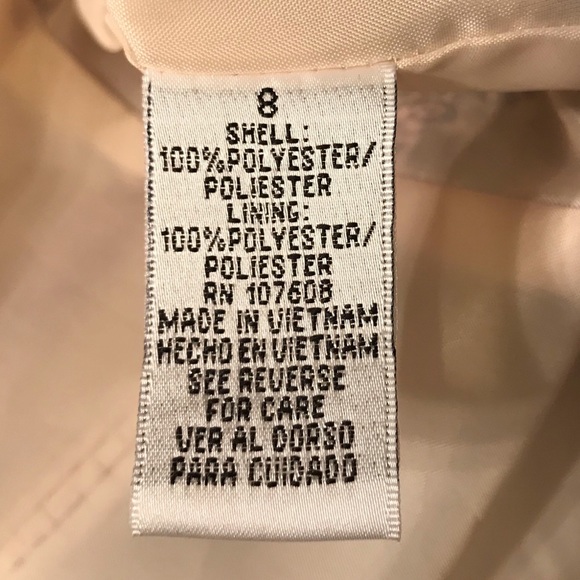 8
SHELL:
100%POLYESTER/
POLIESTER
LINING:
100%POLYESTER/
POLIESTER
RN 107608
MADE IN VIETNAM
HECHO EN VIETNAM
SEE REVERSE
FOR CARE
VER AL DORSO
PARA CUIDADO